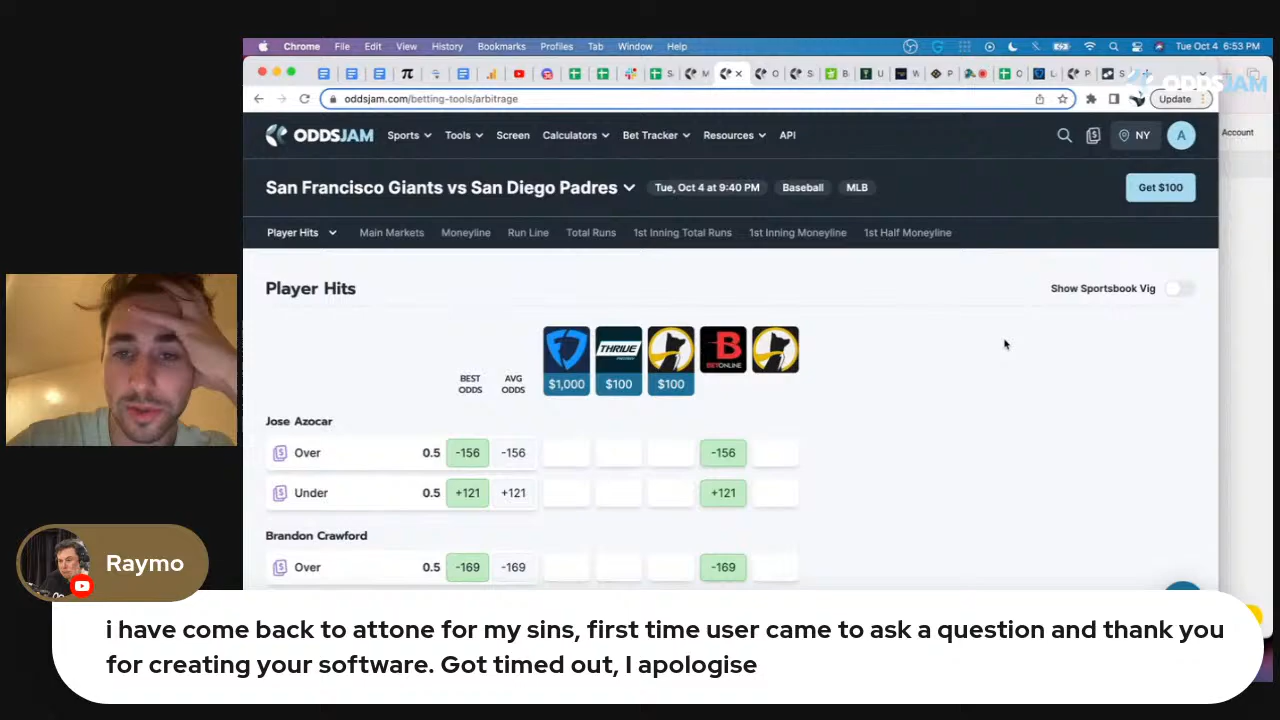 Chrome File Edit View History Bookmarks Profiles Tab Window Help Tue Oct 4 6:53 PM
oddsjam.com/betting-tools/arbitrage Update
ODDSJAM
ODDSJAM Sports Tools Screen Calculators Bet Tracker Resources API NY A Account
San Francisco Giants vs San Diego Padres Tue, Oct 4 at 9:40 PM Baseball MLB Get $100
Player Hits Main Markets Moneyline Run Line Total Runs 1st Inning Total Runs 1st Inning Moneyline 1st Half Moneyline
Player Hits Show Sportsbook Vig
THRIVE B BETONLINE
BEST ODDS AVG ODDS $1,000 $100 $100
Jose Azocar
Over 0.5 -156 -156 -156
Under 0.5 +121 +121 +121
Brandon Crawford
Over 0.5 -169 -169 -169
Raymo
i have come back to attone for my sins, first time user came to ask a question and thank you
for creating your software. Got timed out, I apologise